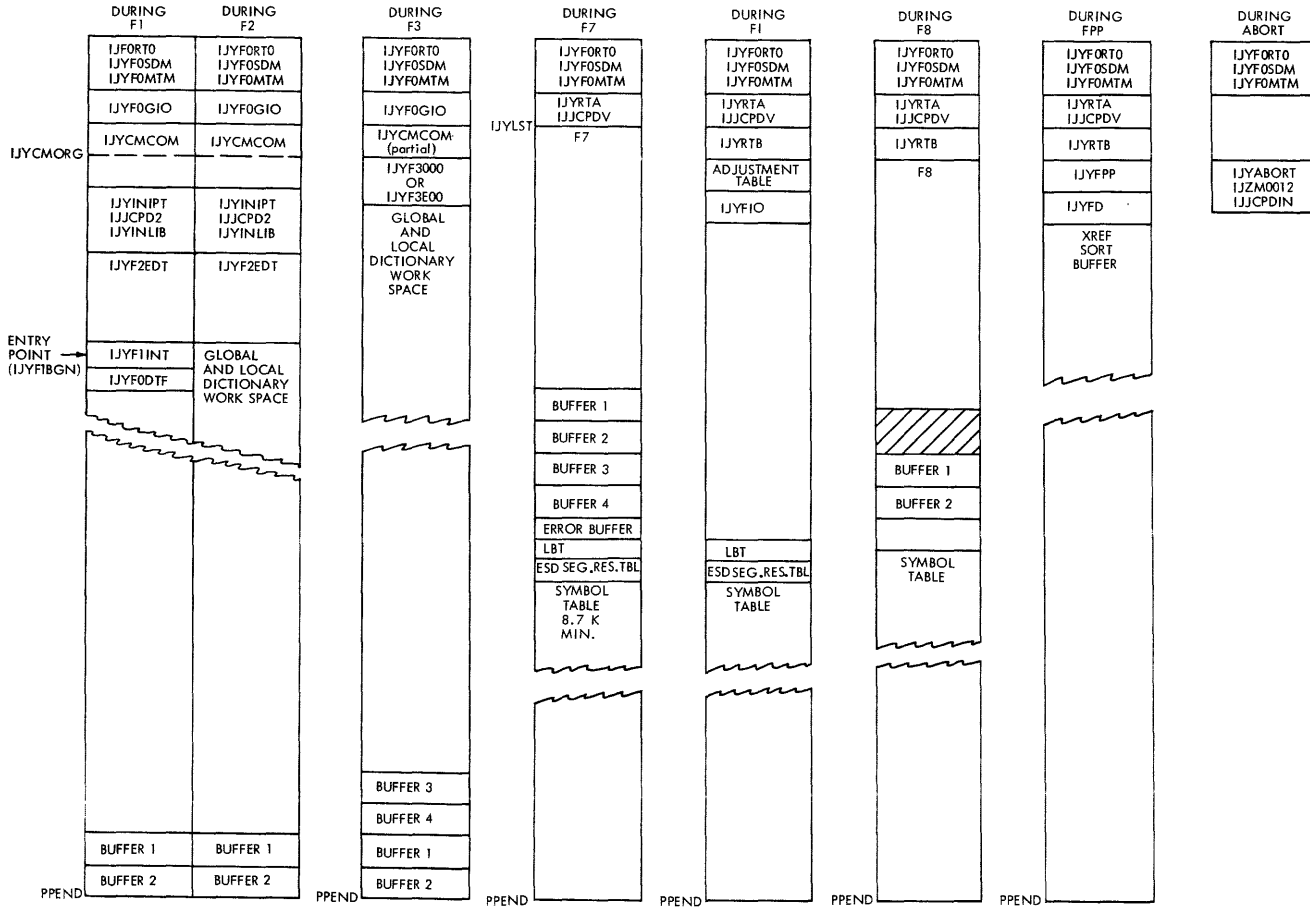 DURING
F1
IJF0RT0
IJYF0SDM
IJYF0MTM
IJYF0GIO
IJYCMCOM
IJYCMORG
IJYINIPT
IJJCPD2
IJYINLIB
IJYF2EDT
ENTRY
POINT
(IJYF1BGN)
IJYF1INT
IJYF0DTF
BUFFER 1
BUFFER 2
PPEND
DURING
F2
IJYF0RT0
IJYF0SDM
IJYF0MTM
IJYF0GIO
IJYCMCOM
IJYINIPT
IJJCPD2
IJYINLIB
IJYF2EDT
GLOBAL
AND LOCAL
DICTIONARY
WORK SPACE
BUFFER 1
BUFFER 2
DURING
F3
IJYF0RT0
IJYF0SDM
IJYF0MTM
IJYF0GIO
IJYCMCOM
(partial)
IJYF3000
OR
IJYF3E00
GLOBAL
AND
LOCAL
DICTIONARY
WORK
SPACE
BUFFER 3
BUFFER 4
BUFFER 1
BUFFER 2
PPEND
DURING
F7
IJYF0RT0
IJYF0SDM
IJYF0MTM
IJYRTA
IJJCPDV
IJYLST
F7
BUFFER 1
BUFFER 2
BUFFER 3
BUFFER 4
ERROR BUFFER
LBT
ESD SEG.RES.TBL
SYMBOL
TABLE
8.7 K
MIN.
PPEND
DURING
FI
IJYF0RT0
IJYF0SDM
IJYF0MTM
IJYRTA
IJJCPDV
IJYRTB
ADJUSTMENT
TABLE
IJYFIO
LBT
ESD SEG.RES.TBL
SYMBOL
TABLE
PPEND
DURING
F8
IJYF0RT0
IJYF0SDM
IJYF0MTM
IJYRTA
IJJCPDV
IJYRTB
F8
BUFFER 1
BUFFER 2
SYMBOL
TABLE
PPEND
DURING
FPP
IJYF0RT0
IJYF0SDM
IJYF0MTM
IJYRTA
IJJCPDV
IJYRTB
IJYFPP
IJYFD
XREF
SORT
BUFFER
PPEND
DURING
ABORT
IJYF0RT0
IJYF0SDM
IJYF0MTM
IJYABORT
IJZM0012
IJJCPDIN